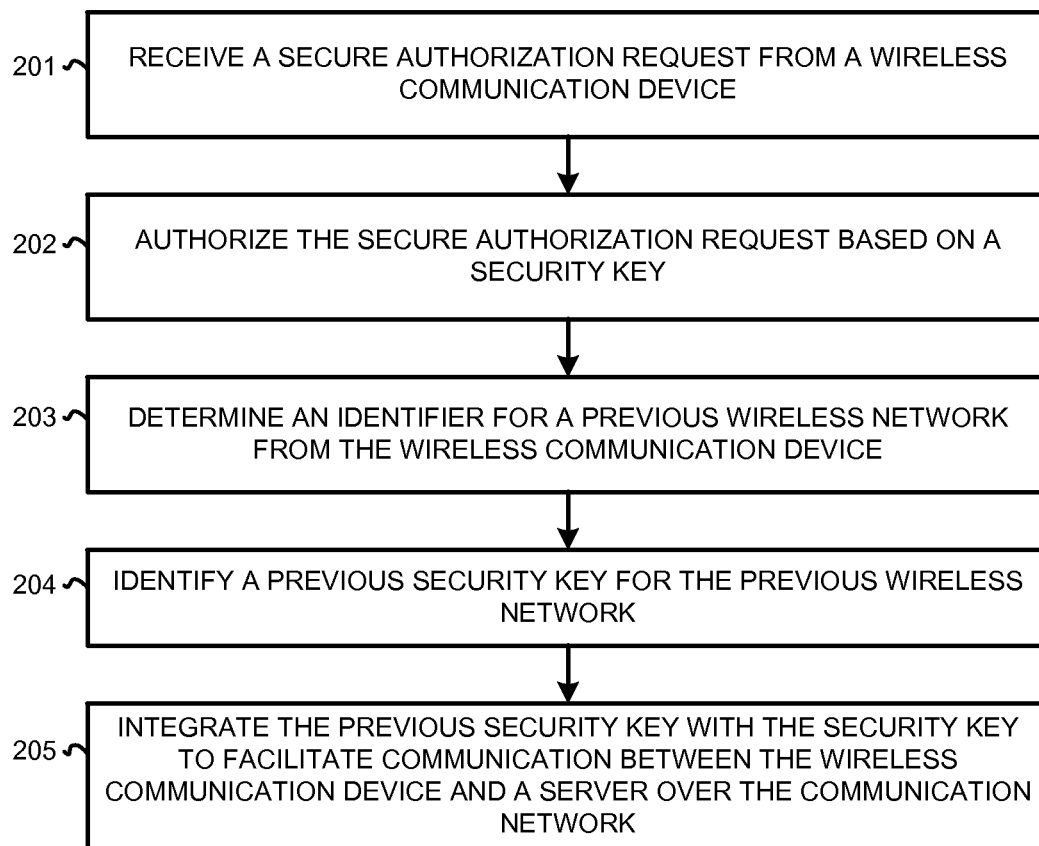 201
RECEIVE A SECURE AUTHORIZATION REQUEST FROM A WIRELESS
COMMUNICATION DEVICE
202
AUTHORIZE THE SECURE AUTHORIZATION REQUEST BASED ON A
SECURITY KEY
203
DETERMINE AN IDENTIFIER FOR A PREVIOUS WIRELESS NETWORK
FROM THE WIRELESS COMMUNICATION DEVICE
204
IDENTIFY A PREVIOUS SECURITY KEY FOR THE PREVIOUS WIRELESS
NETWORK
205
INTEGRATE THE PREVIOUS SECURITY KEY WITH THE SECURITY KEY
TO FACILITATE COMMUNICATION BETWEEN THE WIRELESS
COMMUNICATION DEVICE AND A SERVER OVER THE COMMUNICATION
NETWORK